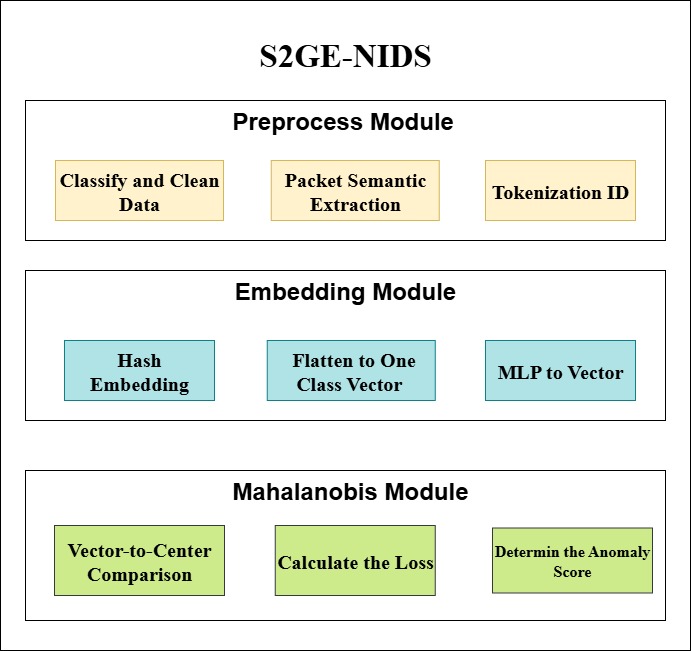 S2GE-NIDS
Preprocess Module
Classify and Clean
Data
Packet Semantic
Extraction
Tokenization ID
Embedding Module
Hash
Embedding
Flatten to One
Class Vector
MLP to Vector
Mahalanobis Module
Vector-to-Center
Comparison
Calculate the Loss
Determin the Anomaly
Score